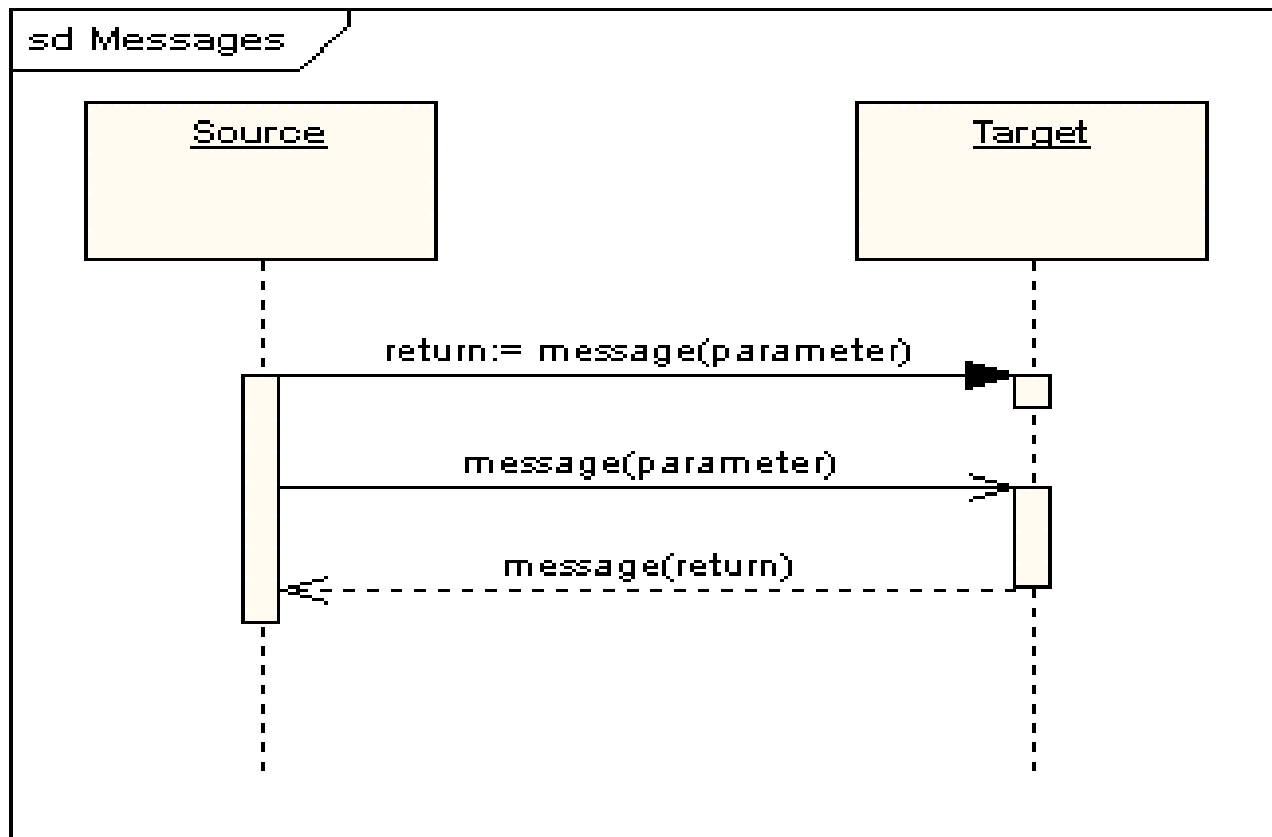 sd Messages
Source
Target
return:= message(parameter)
message(parameter)
message(return)